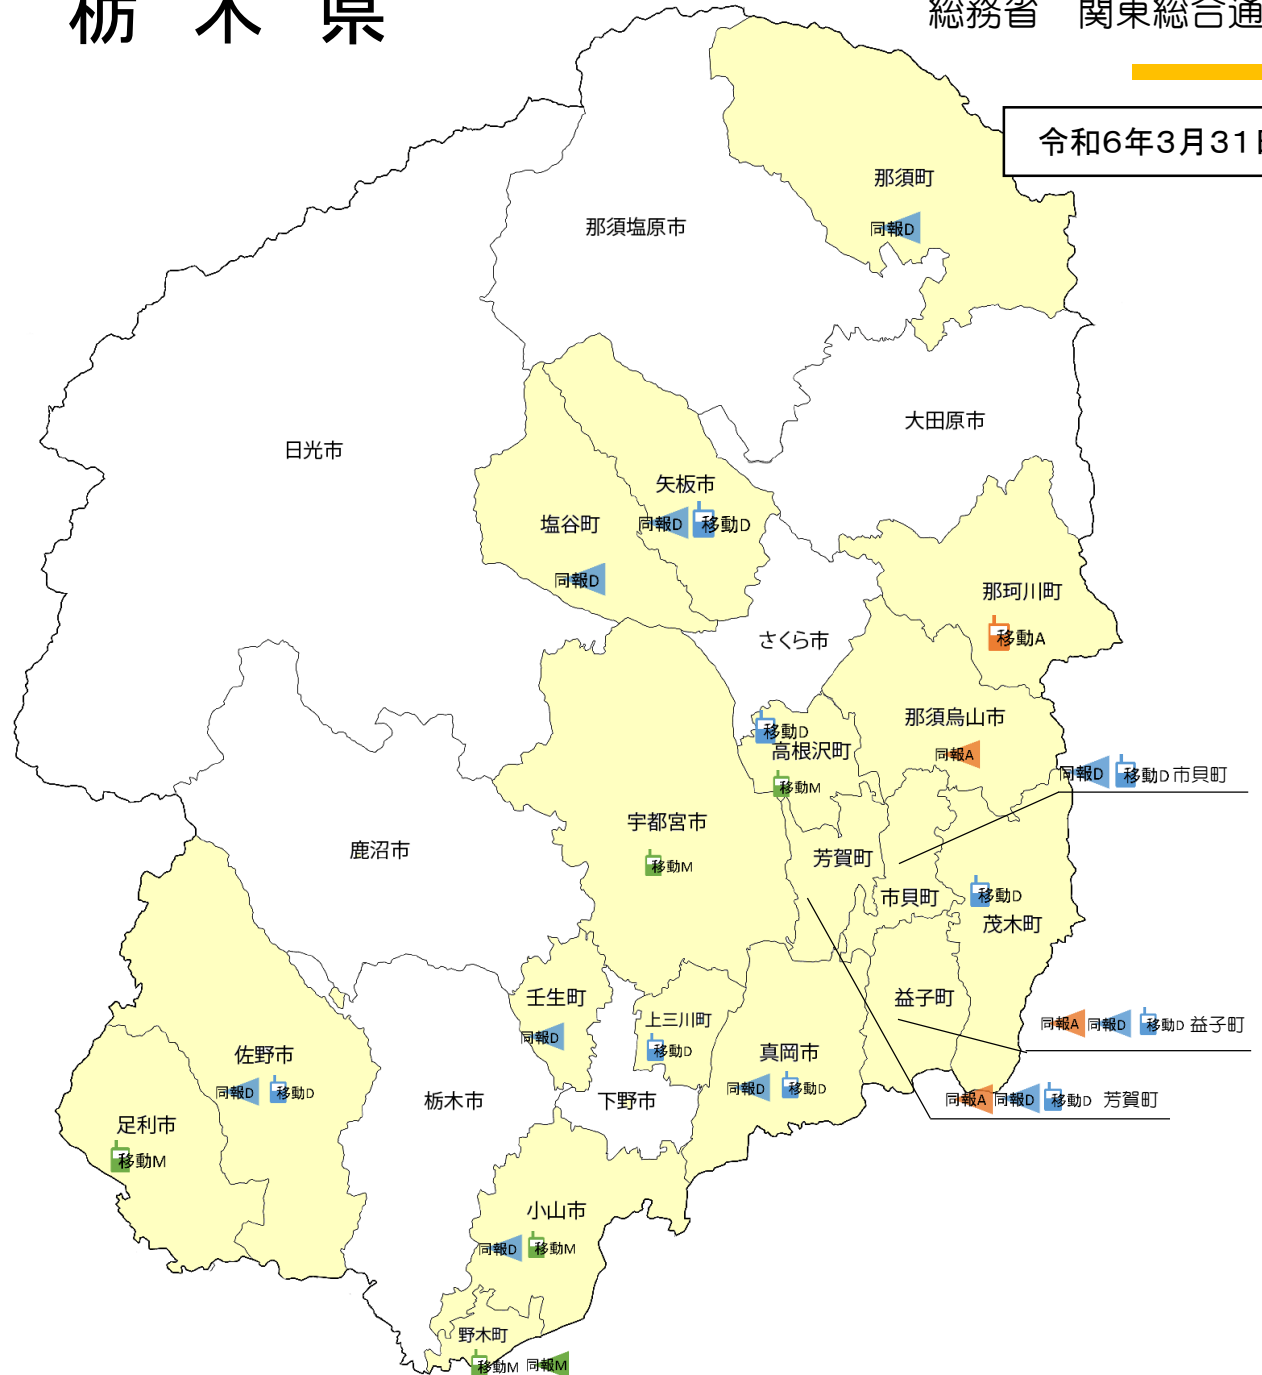 栃木県
総務省 関東総合通
令和6年3月31日
那須町
同報D
那須塩原市
大田原市
日光市
矢板市
同報D 移動D
塩谷町
同報D
那珂川町
移動A
さくら市
那須烏山市
同報A
移動D
高根沢町
移動M
同報D 移動D 市貝町
宇都宮市
移動M
鹿沼市
芳賀町
市貝町
移動D
茂木町
壬生町
同報D
上三川町
移動D
益子町
同報A 同報D 移動D 益子町
佐野市
同報D 移動D
真岡市
同報D 移動D
栃木市
下野市
同報A 同報D 移動D 芳賀町
足利市
移動M
小山市
同報D 移動M
野木町
移動M 同報M